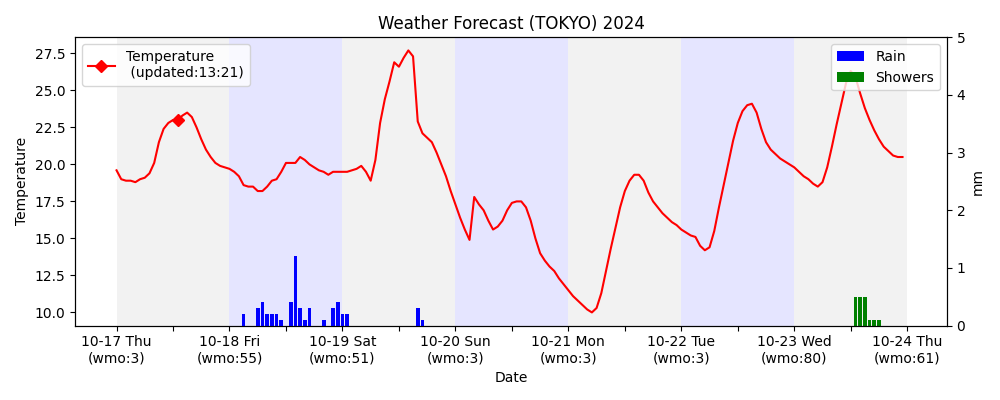 Weather Forecast (TOKYO) 2024
Temperature
(updated:13:21)
Rain
Showers
27.5
25.0
22.5
20.0
17.5
15.0
12.5
10.0
Temperature
5
4
3
2
1
0
mm
10-17 Thu
(wmo:3)
10-18 Fri
(wmo:55)
10-19 Sat
(wmo:51)
10-20 Sun
(wmo:3)
10-21 Mon
(wmo:3)
10-22 Tue
(wmo:3)
10-23 Wed
(wmo:80)
10-24 Thu
(wmo:61)
Date